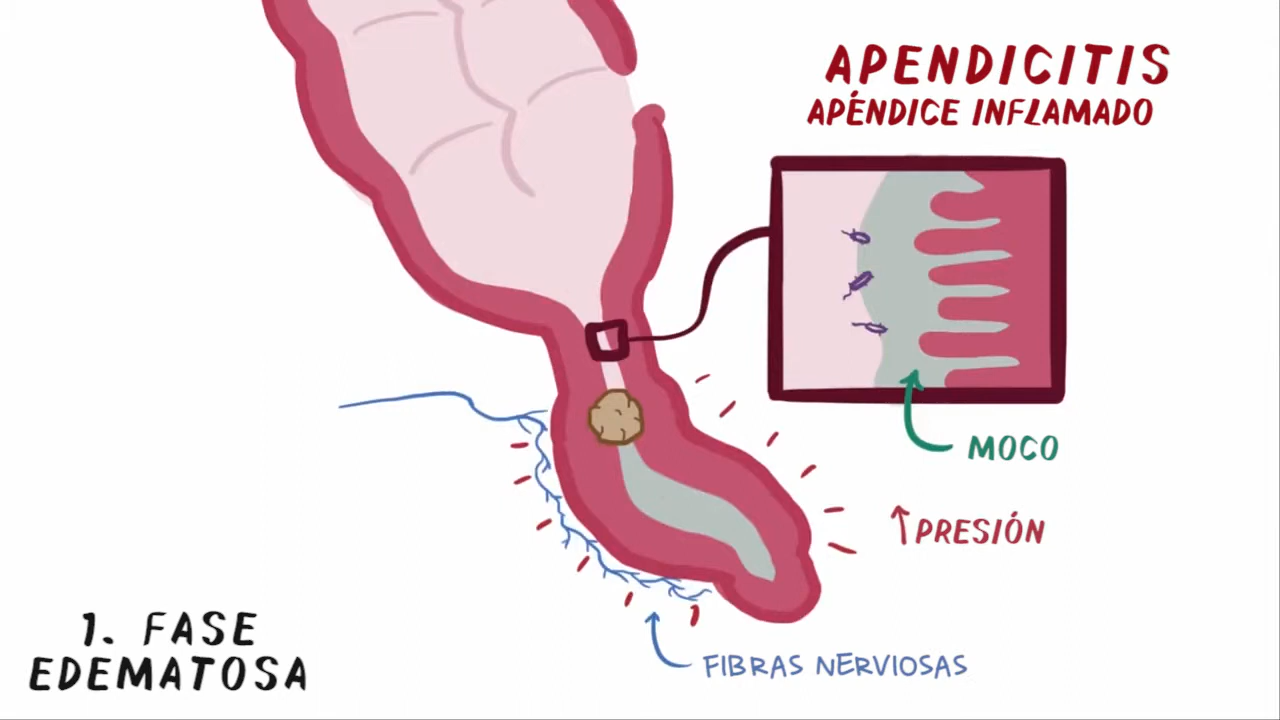 APENDICITIS
APÉNDICE INFLAMADO
MOCO
↑PRESIÓN
1. FASE
EDEMATOSA
FIBRAS NERVIOSAS